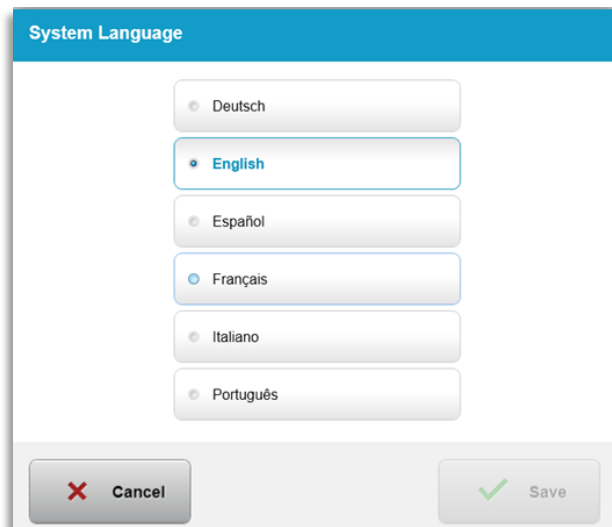 System Language
Deutsch
English
Español
Français
Italiano
Português
Cancel
Save